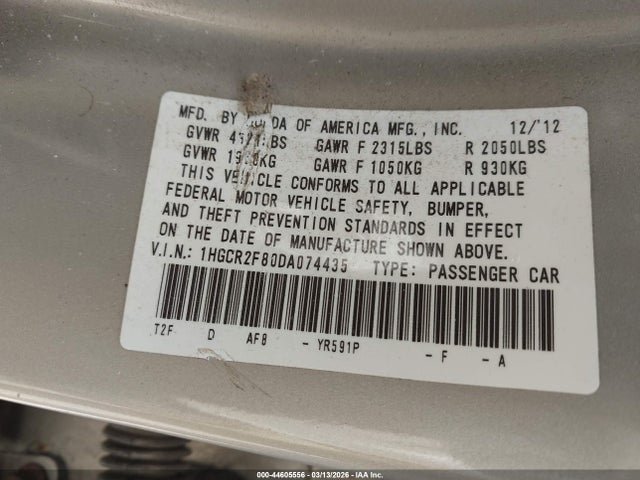 MFD. BY HONDA OF AMERICA MFG., INC. 12/'12
GVWR LBS GAWR F 2315LBS R 2050LBS
GVWR KG GAWR F 1050KG R 930KG
THIS VEHICLE CONFORMS TO ALL APPLICABLE
FEDERAL MOTOR VEHICLE SAFETY, BUMPER,
AND THEFT PREVENTION STANDARDS IN EFFECT
ON THE DATE OF MANUFACTURE SHOWN ABOVE.
V.I.N.: 1HGCR2F80DA074435 TYPE: PASSENGER CAR
T2F D AF8 - YR591P - F - A
000-44605556 | 03/13/2026 | IAA Inc.